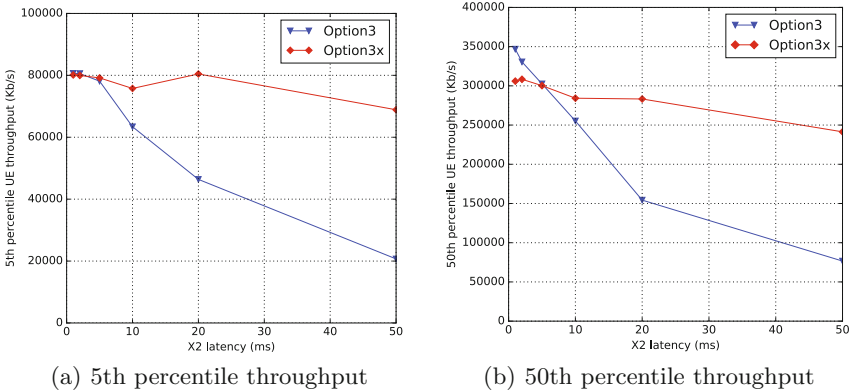 100000
80000
60000
40000
20000
0
5th percentile UE throughput (Kb/s)
Option3
Option3x
0 10 20 30 40 50
X2 latency (ms)
(a) 5th percentile throughput
400000
350000
300000
250000
200000
150000
100000
50000
0
50th percentile UE throughput (Kb/s)
Option3
Option3x
0 10 20 30 40 50
X2 latency (ms)
(b) 50th percentile throughput